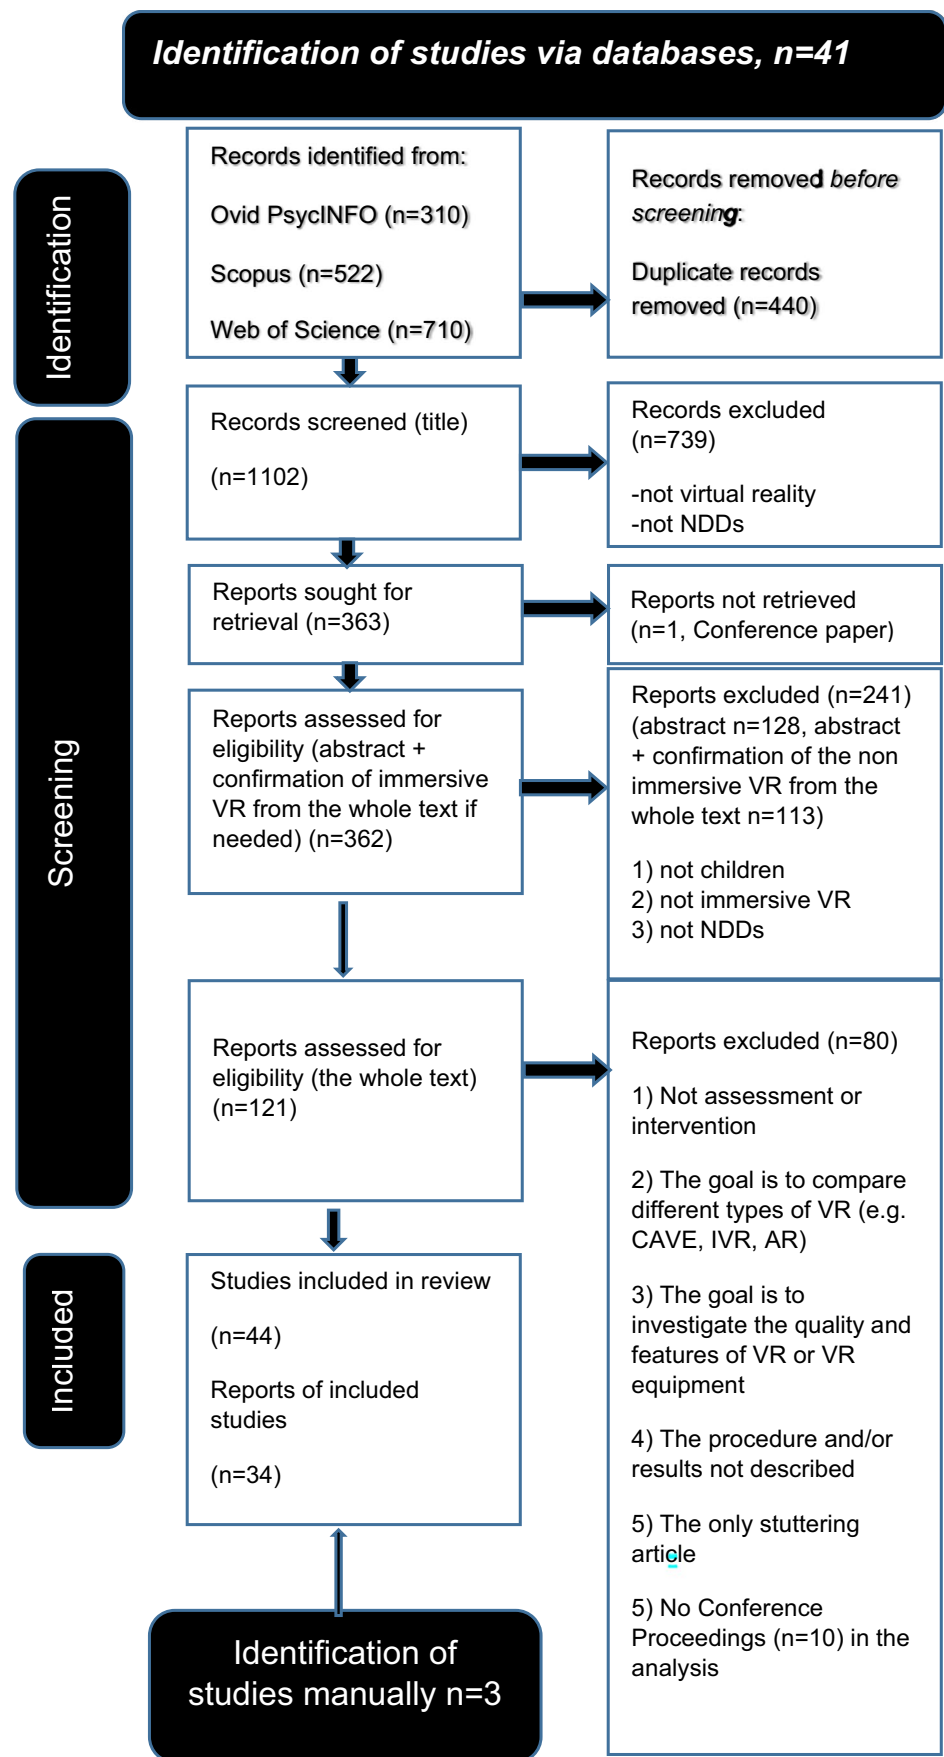 Identification of studies via databases, n=41
Identification
Records identified from:
Ovid PsycINFO (n=310)
Scopus (n=522)
Web of Science (n=710)
Records removed before
screening:
Duplicate records
removed (n=440)
Screening
Records screened (title)
(n=1102)
Records excluded
(n=739)
-not virtual reality
-not NDDs
Reports sought for
retrieval (n=363)
Reports not retrieved
(n=1, Conference paper)
Reports assessed for
eligibility (abstract +
confirmation of immersive
VR from the whole text if
needed) (n=362)
Reports excluded (n=241)
(abstract n=128, abstract
+ confirmation of the non
immersive VR from the
whole text n=113)
1) not children
2) not immersive VR
3) not NDDs
Reports assessed for
eligibility (the whole text)
(n=121)
Reports excluded (n=80)
1) Not assessment or
intervention
2) The goal is to compare
different types of VR (e.g.
CAVE, IVR, AR)
3) The goal is to
investigate the quality and
features of VR or VR
equipment
4) The procedure and/or
results not described
5) The only stuttering
article
5) No Conference
Proceedings (n=10) in the
analysis
Included
Studies included in review
(n=44)
Reports of included
studies
(n=34)
Identification of
studies manually n=3